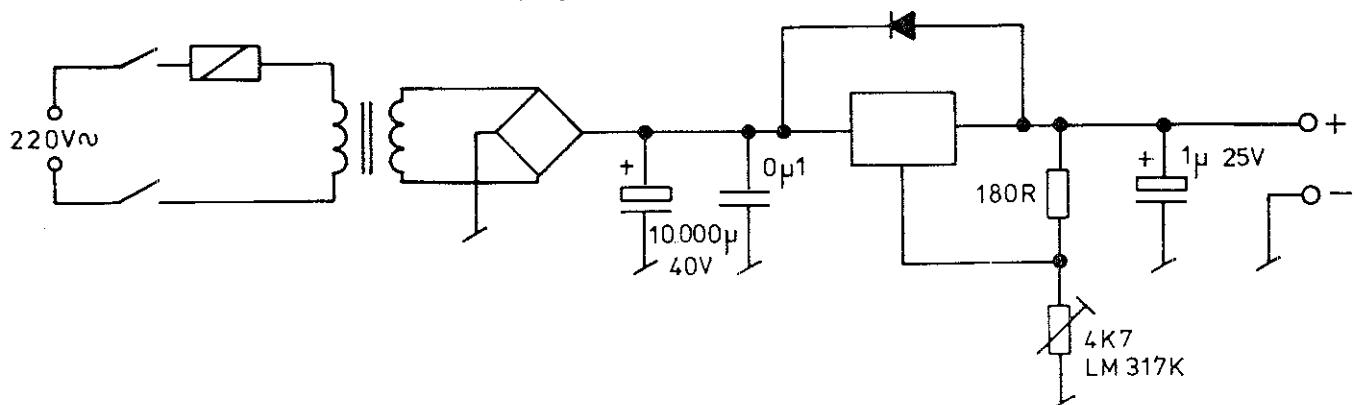 220V~
+
10.000µ
40V
0µ1
180R
+
1µ 25V
+
−
4K7
LM 317K